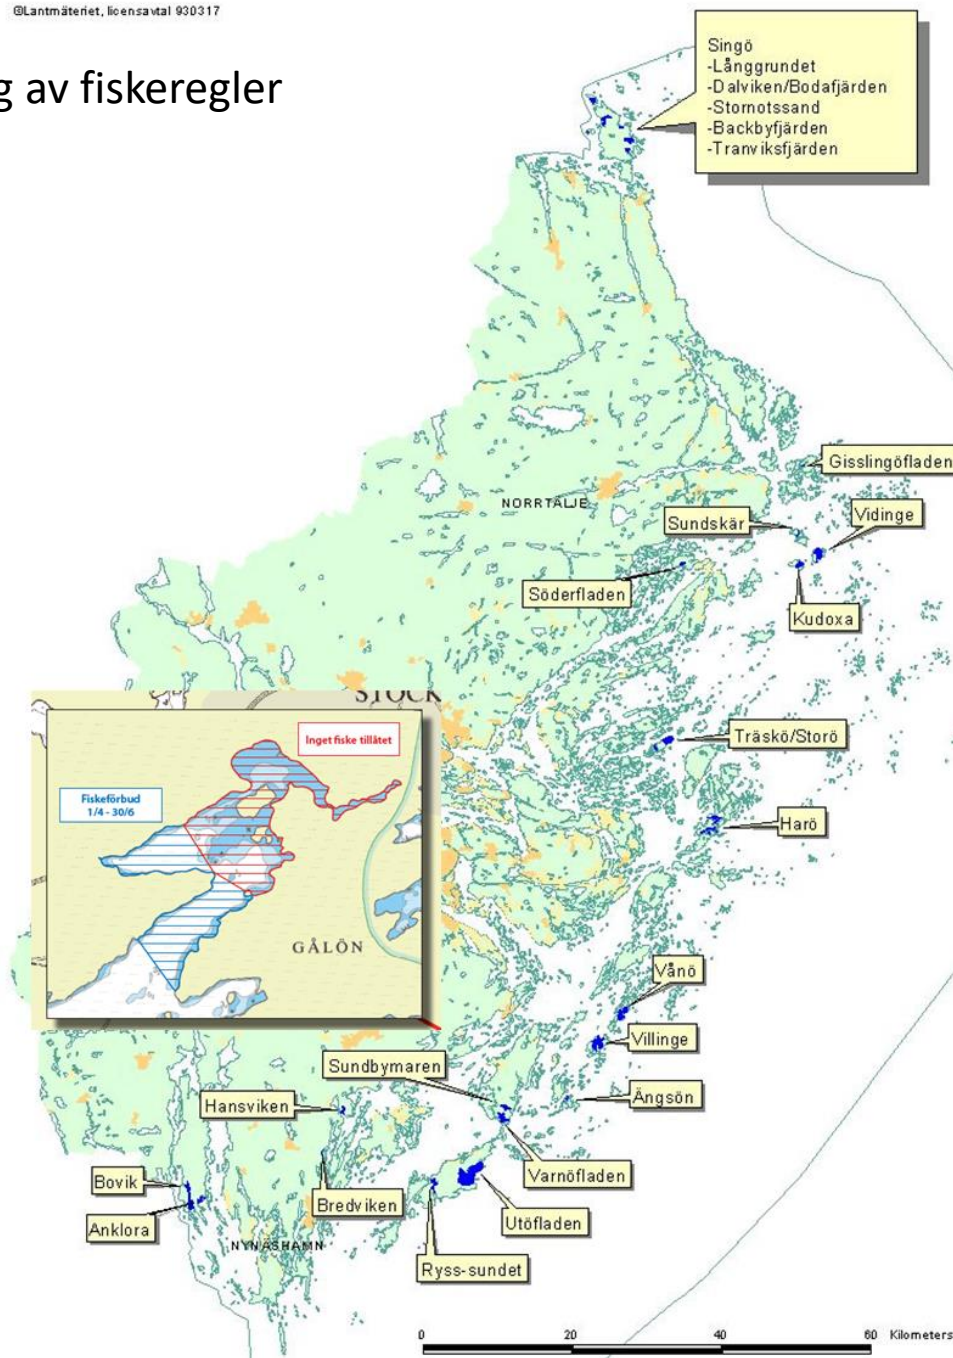 ©Lantmäteriet, licensavtal 930317
g av fiskeregler
Singö
-Långgrundet
-Dalviken/Bodafjärden
-Stornotssand
-Backbyfjärden
-Tranviksfjärden
Gisslingöfladen
NORRTÄLJE
Sundskär
Vidinge
Söderfladen
Kudoxa
STOCK
Inget fiske tillåtet
Fiskeförbud
1/4 - 30/6
GÅLÖN
Träskö/Storö
Harö
Vånö
Villinge
Sundbymaren
Hansviken
Ängsön
Varnöfladen
Bovik
Bredviken
Utöfladen
Anklora
NYNÄSHAMN
Ryss-sundet
0 20 40 60 Kilometers